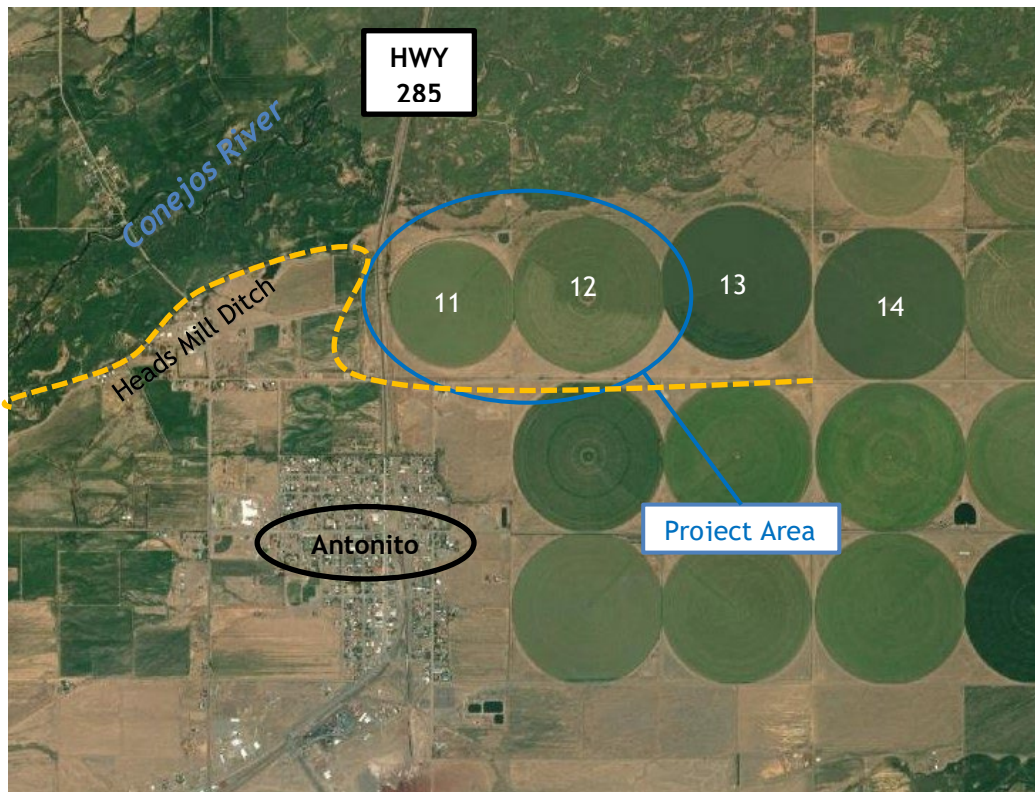 HWY
285
Conejos River
Heads Mill Ditch
11
12
13
14
Project Area
Antonito